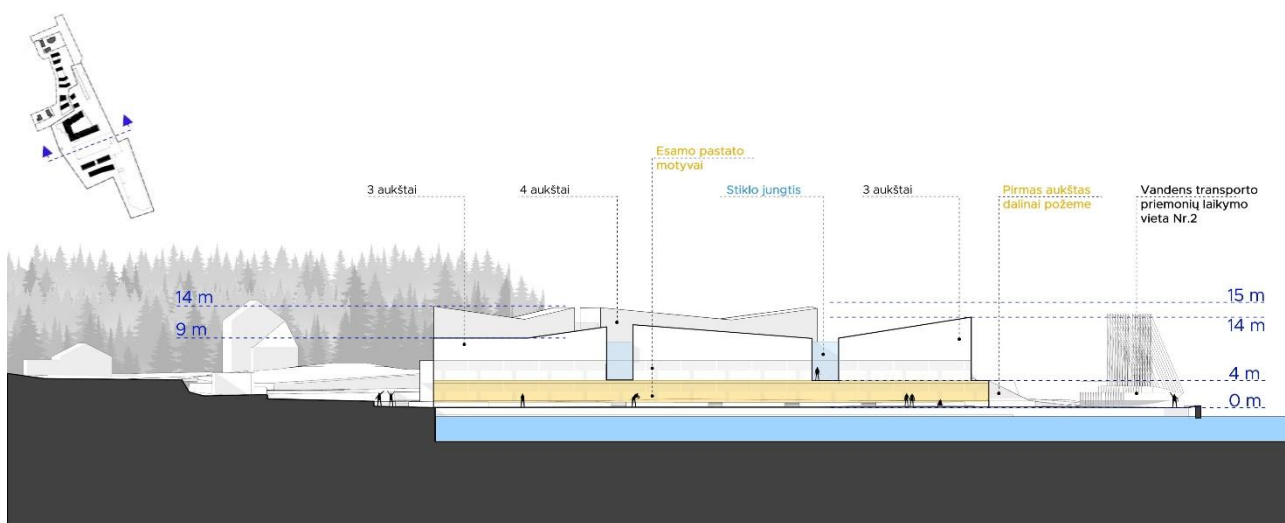 Esamo pastato
motyvai
3 aukštai
4 aukštai
Stiklo jungtis
3 aukštai
Pirmas aukštas
dalinai požeme
Vandens transporto
priemonių laikymo
vieta Nr.2
14 m
15 m
14 m
9 m
4 m
0 m